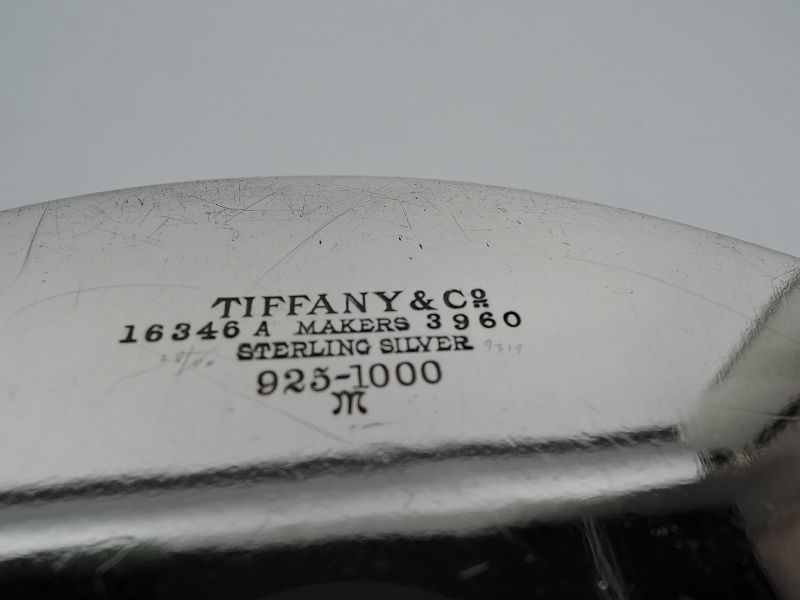 TIFFANY & Cº
16346 A MAKERS 3960
STERLING SILVER
925-1000
M